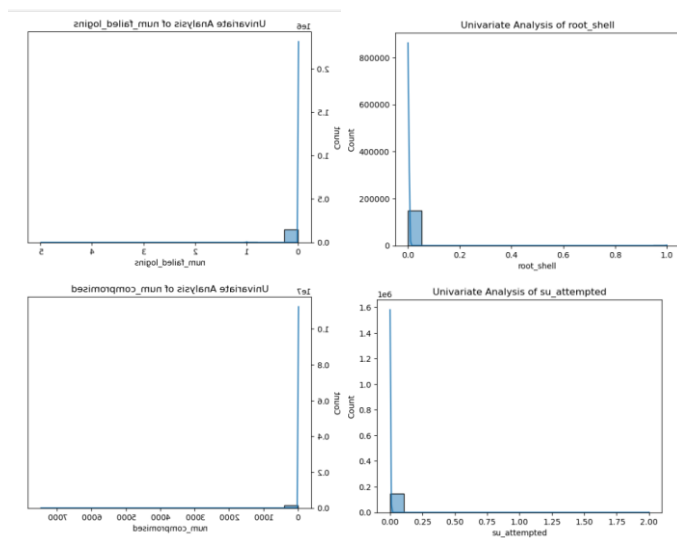 Univariate Analysis of num_failed_logins
1e6
2.0
1.5
1.0
0.5
0.0
Count
5 4 3 2 1 0
num_failed_logins
Univariate Analysis of root_shell
800000
600000
400000
200000
0
Count
0.0 0.2 0.4 0.6 0.8 1.0
root_shell
Univariate Analysis of num_compromised
1e7
1.0
0.8
0.6
0.4
0.2
0.0
Count
7000 6000 5000 4000 3000 2000 1000 0
num_compromised
Univariate Analysis of su_attempted
1e6
1.6
1.4
1.2
1.0
0.8
0.6
0.4
0.2
0.0
Count
0.00 0.25 0.50 0.75 1.00 1.25 1.50 1.75 2.00
su_attempted